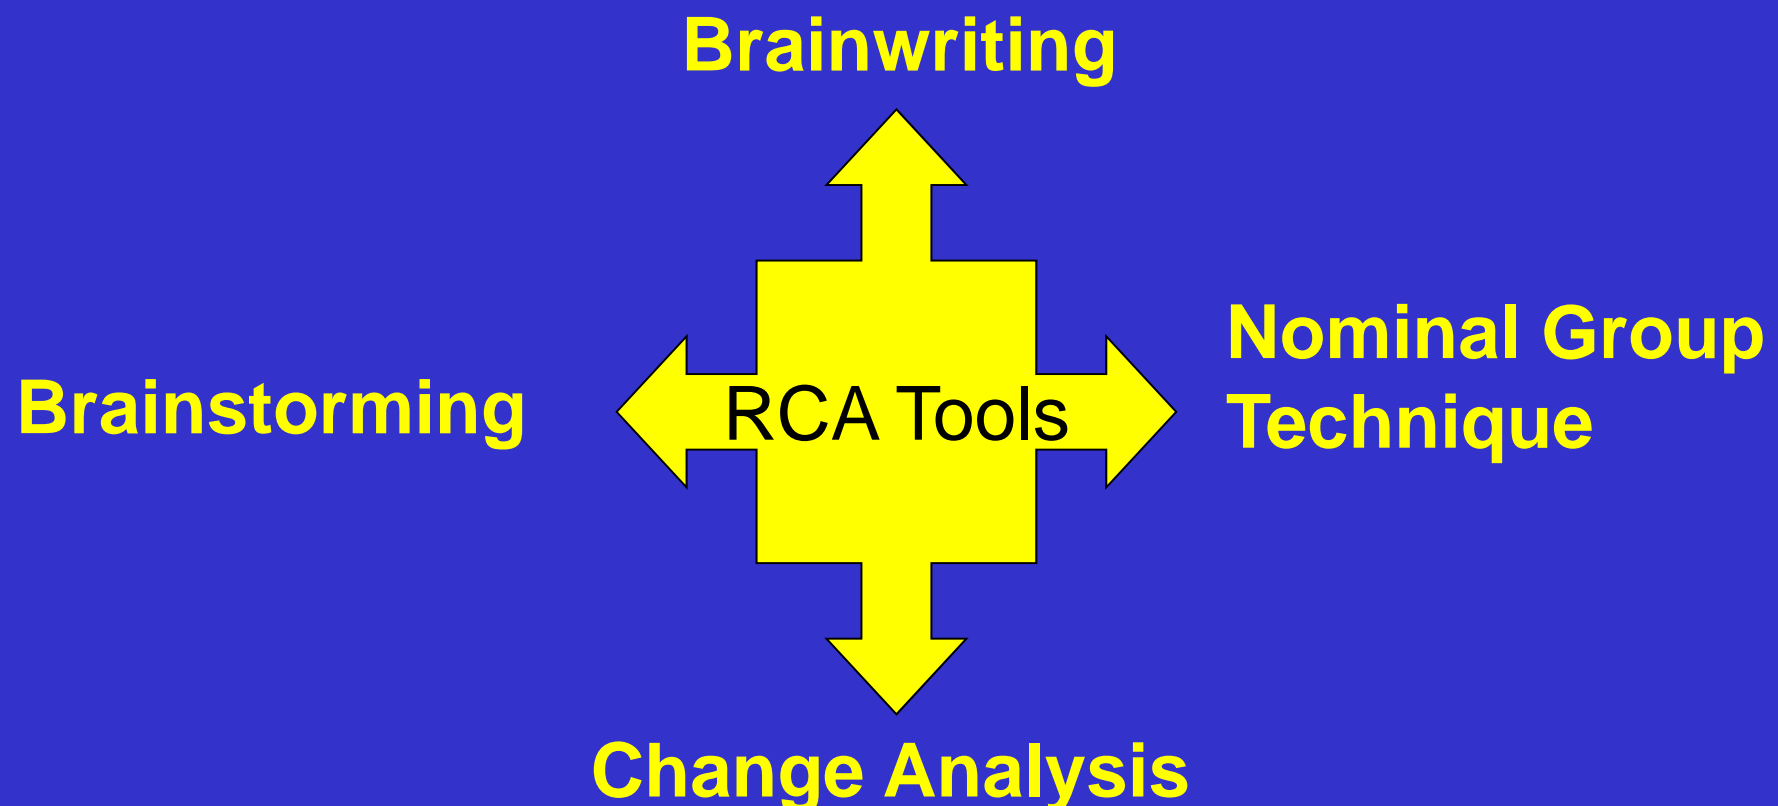 Brainwriting
Nominal Group
Technique
Brainstorming
RCA Tools
Change Analysis